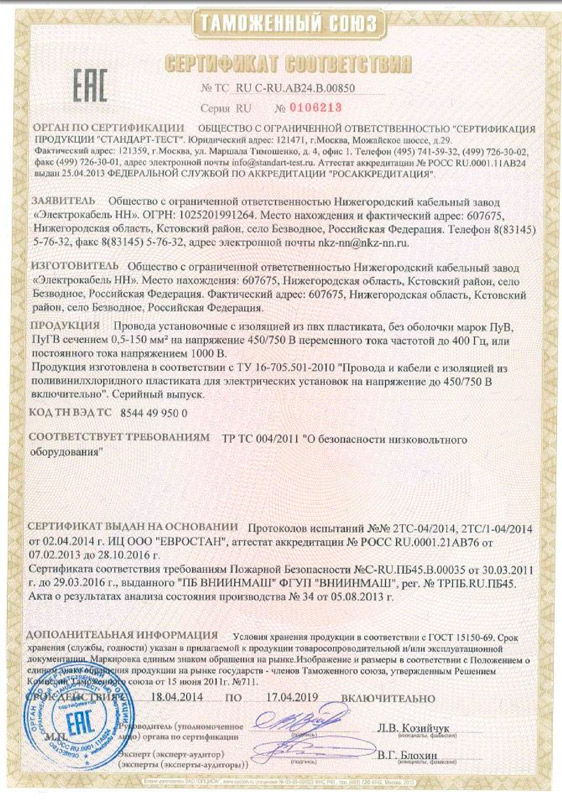 ТАМОЖЕННЫЙ СОЮЗ
СЕРТИФИКАТ СООТВЕТСТВИЯ
EAC
№ ТС RU C-RU.АВ24.В.00850
Серия RU № 0106213
ОРГАН ПО СЕРТИФИКАЦИИ ОБЩЕСТВО С ОГРАНИЧЕННОЙ ОТВЕТСТВЕННОСТЬЮ "СЕРТИФИКАЦИЯ
ПРОДУКЦИИ "СТАНДАРТ-ТЕСТ". Юридический адрес: 121471, г.Москва, Можайское шоссе, д.29.
Фактический адрес: 121359, г. Москва, ул. Маршала Тимошенко, д. 4, офис 1. Телефон (495) 741-59-32, (499) 726-30-02,
факс (499) 726-30-01, адрес электронной почты info@standart-test.ru. Аттестат аккредитации № РОСС RU.0001.11АВ24
выдан 25.04.2013 ФЕДЕРАЛЬНОЙ СЛУЖБОЙ ПО АККРЕДИТАЦИИ "РОСАККРЕДИТАЦИЯ".
ЗАЯВИТЕЛЬ Общество с ограниченной ответственностью Нижегородский кабельный завод
«Электрокабель НН». ОГРН: 1025201991264. Место нахождения и фактический адрес: 607675,
Нижегородская область, Кстовский район, село Безводное, Российская Федерация. Телефон 8(83145)
5-76-32, факс 8(83145) 5-76-32, адрес электронной почты nkz-nn@nkz-nn.ru.
ИЗГОТОВИТЕЛЬ Общество с ограниченной ответственностью Нижегородский кабельный завод
«Электрокабель НН». Место нахождения: 607675, Нижегородская область, Кстовский район, село
Безводное, Российская Федерация. Фактический адрес: 607675, Нижегородская область, Кстовский
район, село Безводное, Российская Федерация.
ПРОДУКЦИЯ Провода установочные с изоляцией из пвх пластиката, без оболочки марок ПуВ,
ПуГВ сечением 0,5-150 мм² на напряжение 450/750 В переменного тока частотой до 400 Гц, или
постоянного тока напряжением 1000 В.
Продукция изготовлена в соответствии с ТУ 16-705.501-2010 "Провода и кабели с изоляцией из
поливинилхлоридного пластиката для электрических установок на напряжение до 450/750 В
включительно". Серийный выпуск.
КОД ТН ВЭД ТС 8544 49 950 0
СООТВЕТСТВУЕТ ТРЕБОВАНИЯМ ТР ТС 004/2011 "О безопасности низковольтного
оборудования"
СЕРТИФИКАТ ВЫДАН НА ОСНОВАНИИ Протоколов испытаний №№ 2ТС-04/2014, 2ТС/1-04/2014
от 02.04.2014 г. ИЦ ООО "ЕВРОСТАН", аттестат аккредитации № РОСС RU.0001.21АВ76 от
07.02.2013 до 28.10.2016 г.
Сертификата соответствия требованиям Пожарной Безопасности №C-RU.ПБ45.В.00035 от 30.03.2011
г. до 29.03.2016 г., выданного "ПБ ВНИИНМАШ" ФГУП "ВНИИНМАШ", рег. № ТРПБ.RU.ПБ45.
Акта о результатах анализа состояния производства № 34 от 05.08.2013 г.
ДОПОЛНИТЕЛЬНАЯ ИНФОРМАЦИЯ Условия хранения продукции в соответствии с ГОСТ 15150-69. Срок
хранения (службы, годности) указан в прилагаемой к продукции товаросопроводительной и/или эксплуатационной
документации. Маркировка единым знаком обращения на рынке.Изображение и размеры в соответствии с Положением о
едином знаке обращения продукции на рынке государств - членов Таможенного союза, утвержденным Решением
Комиссии Таможенного союза от 15 июня 2011г. №711.
СРОК ДЕЙСТВИЯ С 18.04.2014 ПО 17.04.2019 ВКЛЮЧИТЕЛЬНО
М.П.
Руководитель (уполномоченное
лицо) органа по сертификации
(подпись)
Л.В. Козийчук
(инициалы, фамилия)
Эксперт (эксперт-аудитор)
(эксперты (эксперты-аудиторы))
(подпись)
В.Г. Блохин
(инициалы, фамилия)